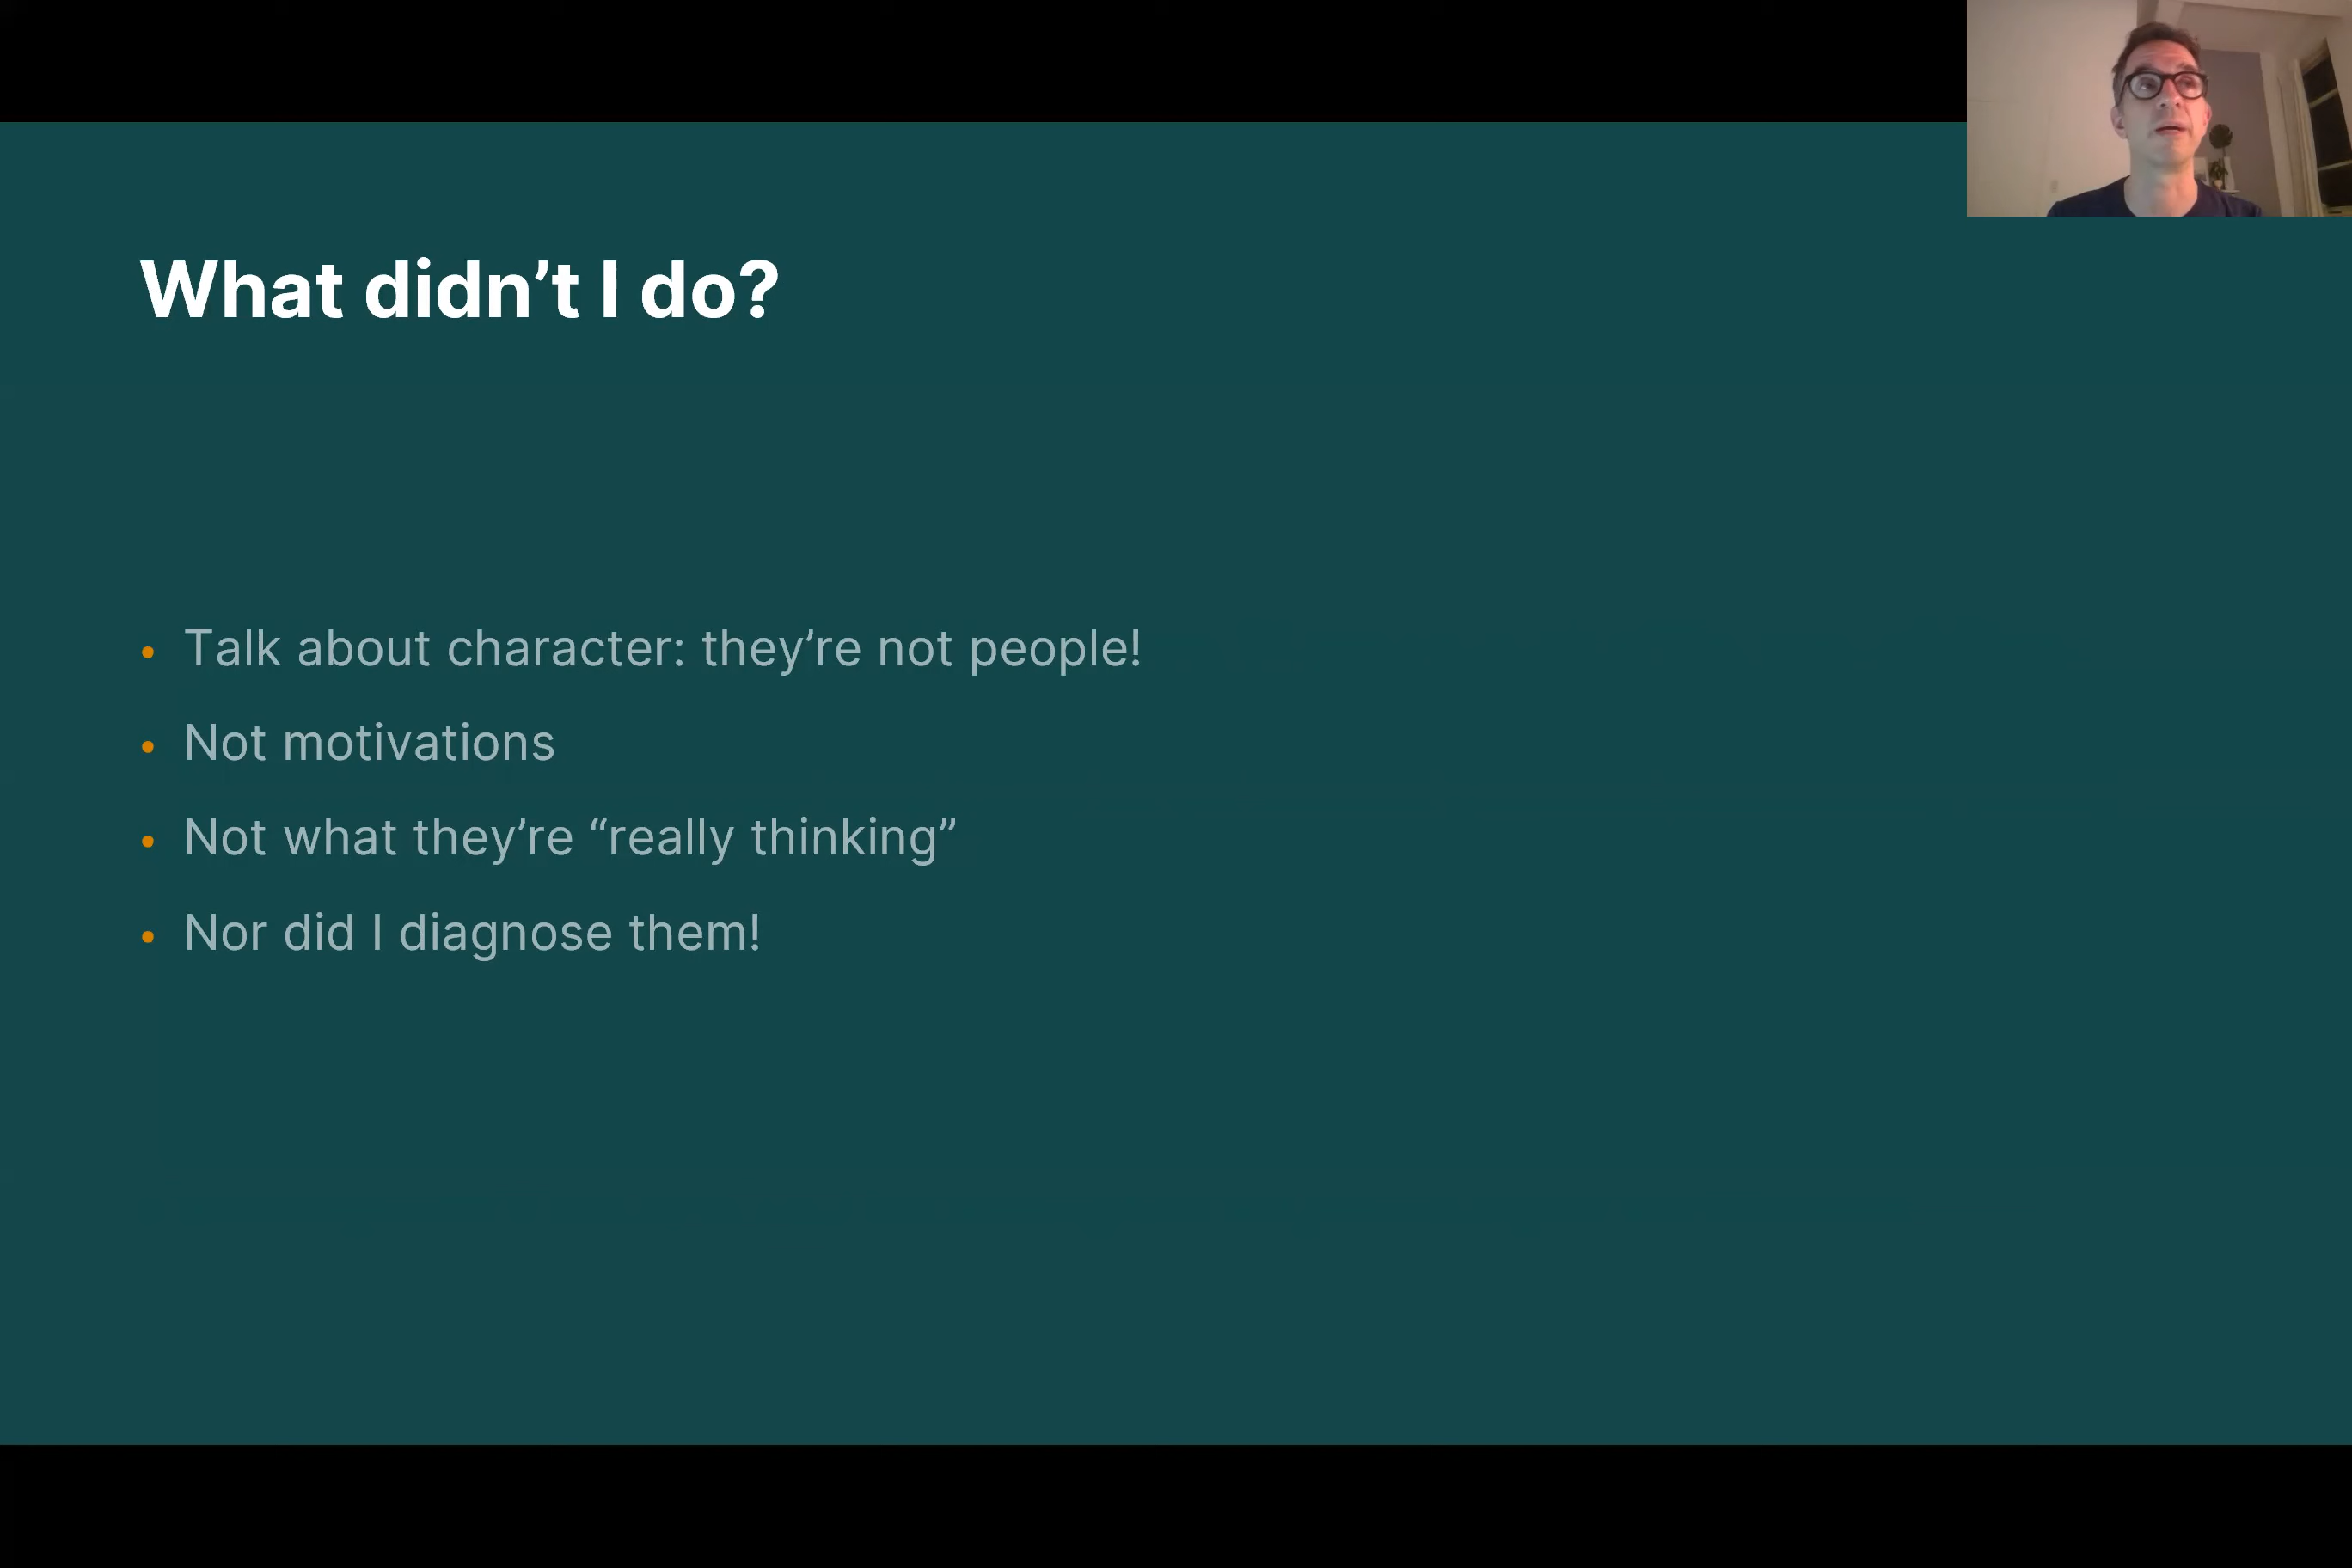 What didn’t I do?
• Talk about character: they’re not people!
• Not motivations
• Not what they’re “really thinking”
• Nor did I diagnose them!